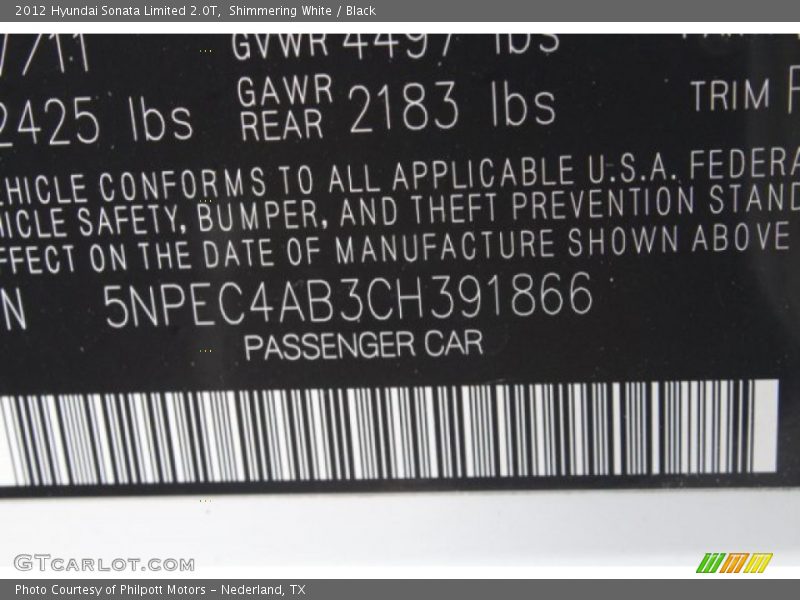 2012 Hyundai Sonata Limited 2.0T, Shimmering White / Black
/11 GVWR 4497 lbs
2425 lbs GAWR REAR 2183 lbs TRIM
EHICLE CONFORMS TO ALL APPLICABLE U.S.A. FEDERA
HICLE SAFETY, BUMPER, AND THEFT PREVENTION STAND
FFECT ON THE DATE OF MANUFACTURE SHOWN ABOVE
N 5NPEC4AB3CH391866
PASSENGER CAR
GTCARLOT.COM
Photo Courtesy of Philpott Motors - Nederland, TX